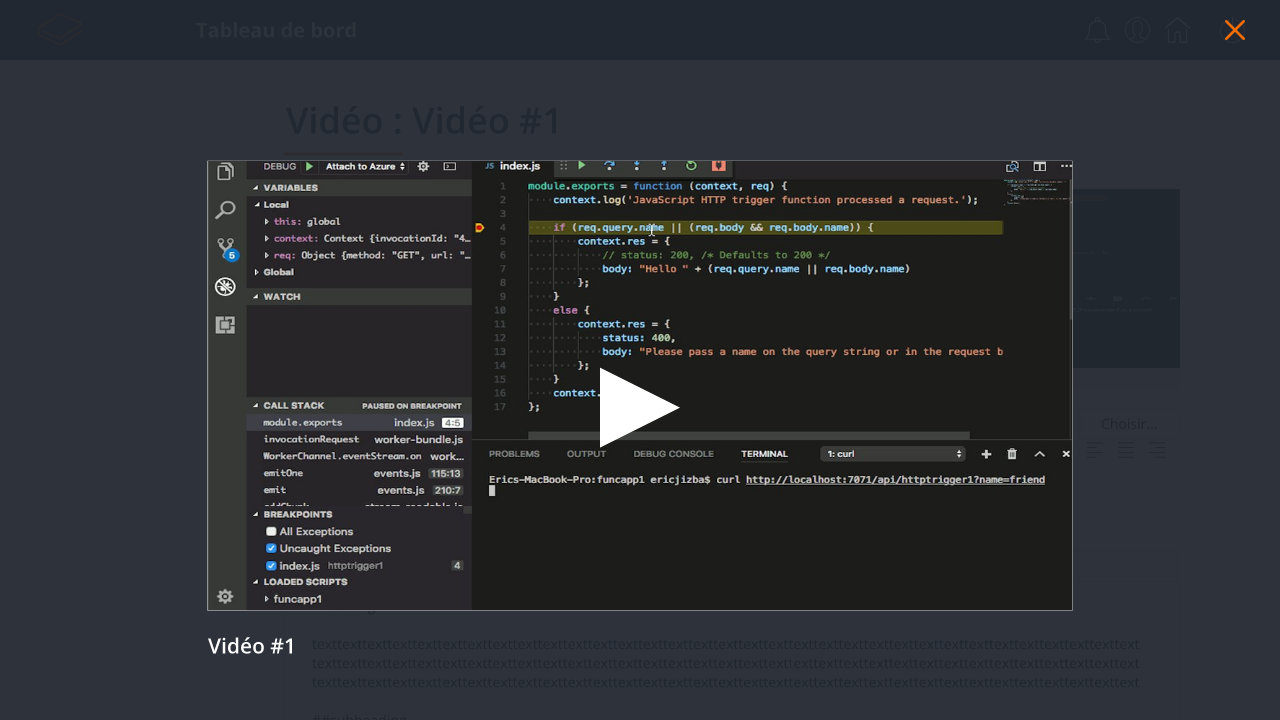 Tableau de bord
Vidéo : Vidéo #1
DEBUG Attach to Azure
JS index.js
VARIABLES
Local
this: global
context: Context {invocationId: "4…
req: Object {method: "GET", url: "…
Global
WATCH
5
1 module.exports = function (context, req) {
2 context.log('JavaScript HTTP trigger function processed a request.');
3
4 if (req.query.name || (req.body && req.body.name)) {
5 context.res = {
6 // status: 200, /* Defaults to 200 */
7 body: "Hello " + (req.query.name || req.body.name)
8 };
9 }
10 else {
11 context.res = {
12 status: 400,
13 body: "Please pass a name on the query string or in the request b
14 };
15 }
16 context.
17 };
CALL STACK PAUSED ON BREAKPOINT
module.exports index.js 4:5
invocationRequest worker-bundle.js
WorkerChannel.eventStream.on work…
emitOne events.js 115:13
emit events.js 210:7
BREAKPOINTS
All Exceptions
Uncaught Exceptions
index.js httptrigger1 4
LOADED SCRIPTS
funcapp1
PROBLEMS OUTPUT DEBUG CONSOLE TERMINAL 1: curl
Erics-MacBook-Pro:funcapp1 ericjizba$ curl http://localhost:7071/api/httptrigger1?name=friend
Choisir...
Vidéo #1
texttexttexttexttexttexttexttexttexttexttexttexttexttexttexttexttexttexttexttexttexttexttexttexttexttexttexttexttexttexttexttexttext
texttexttexttexttexttexttexttexttexttexttexttexttexttexttexttexttexttexttexttexttexttexttexttexttexttexttexttexttexttexttexttexttext
texttexttexttexttexttexttexttexttexttexttexttexttexttexttexttexttexttexttexttexttexttexttexttexttexttexttexttexttexttexttexttexttext